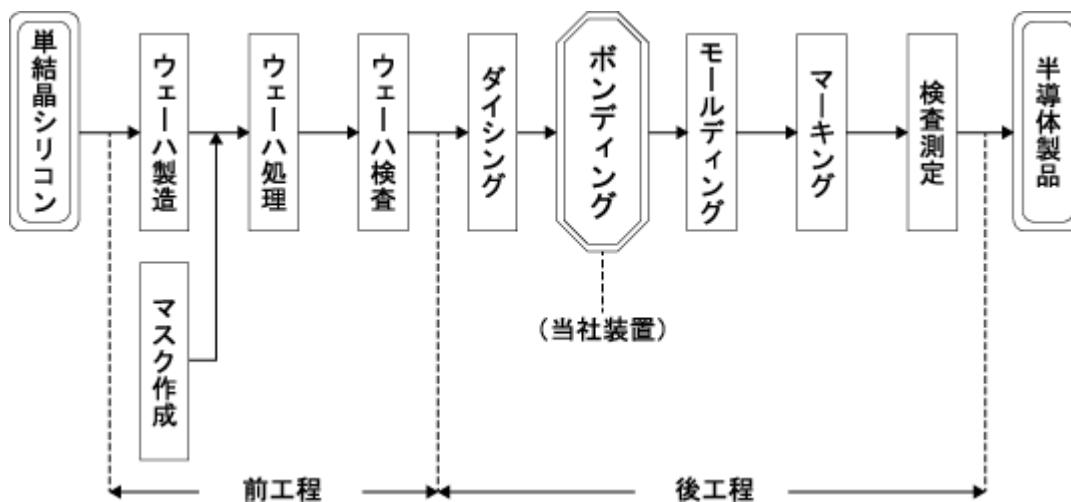 単結晶シリコン
ウェーハ製造
ウェーハ処理
ウェーハ検査
ダイシング
ボンディング
モールディング
マーキング
検査測定
半導体製品
マスク作成
（当社装置）
前工程
後工程